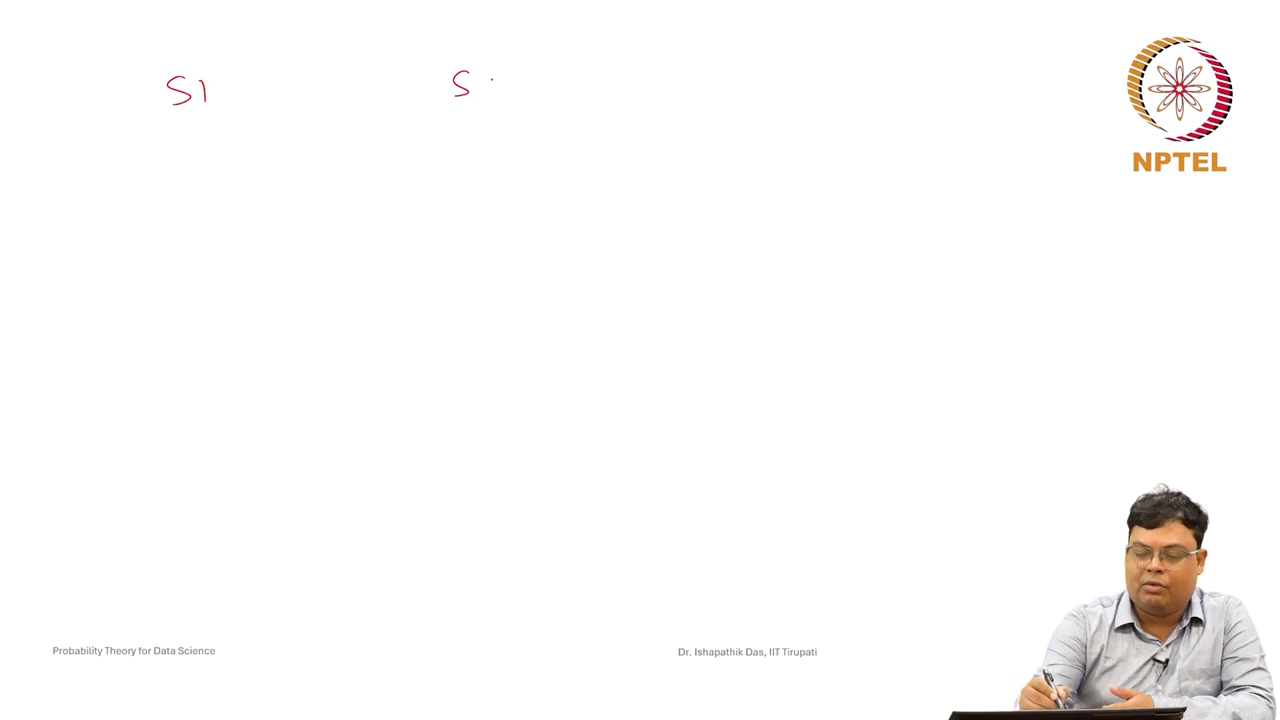 S1 S
NPTEL
Probability Theory for Data Science
Dr. Ishapathik Das, IIT Tirupati